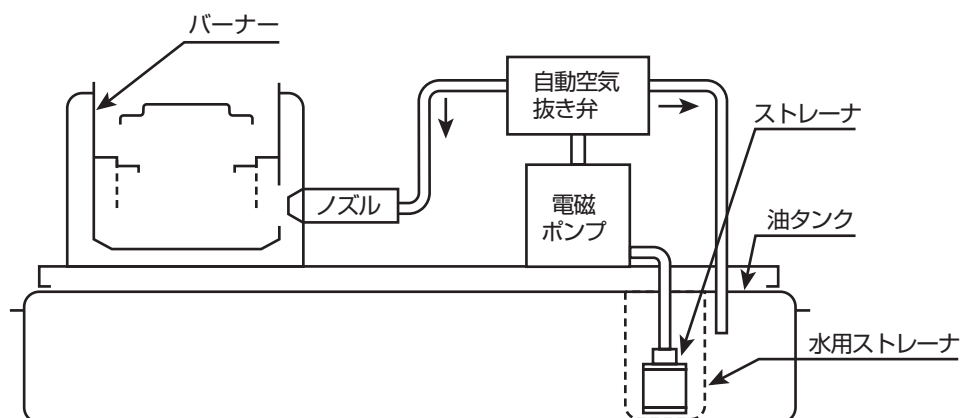 バーナー
自動空気
抜き弁
ストレーナ
ノズル
電磁
ポンプ
油タンク
水用ストレーナ